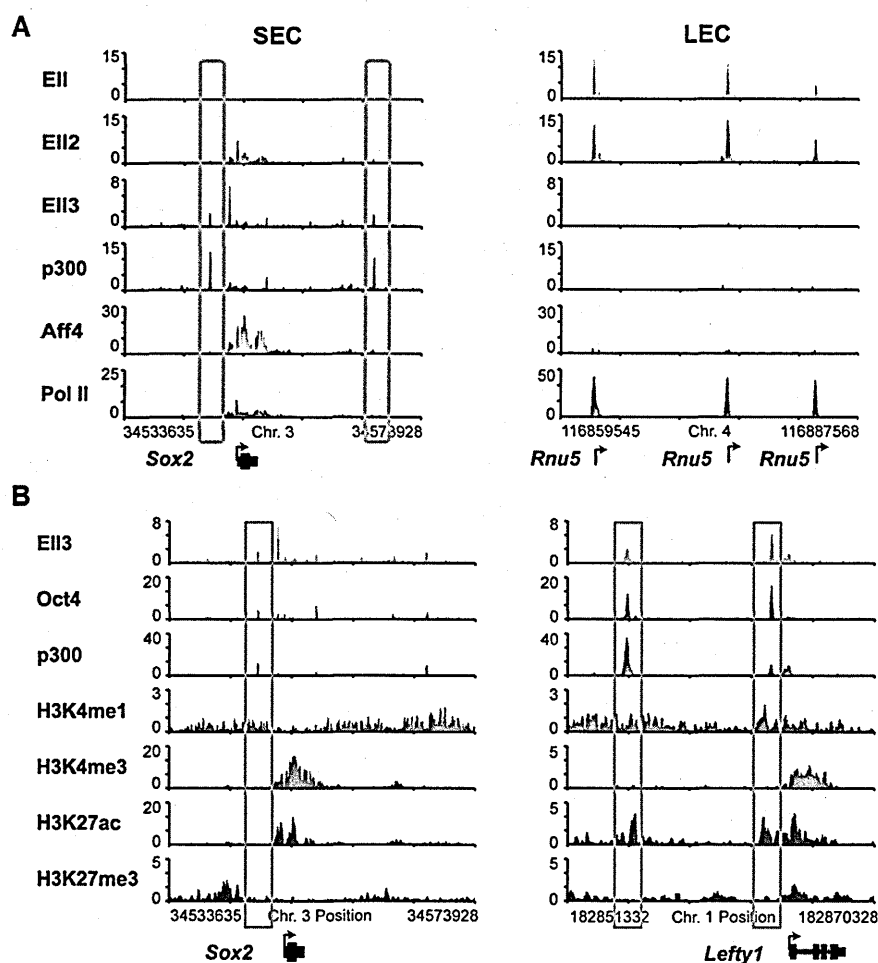 A
SEC
LEC
Ell
15
0
15
0
Ell2
15
0
15
0
Ell3
8
0
8
0
p300
15
0
15
0
Aff4
30
0
30
0
Pol II
25
0
50
0
34533635
Chr. 3
34573928
116859545
Chr. 4
116887568
Sox2
Rnu5
Rnu5
Rnu5
B
Ell3
8
0
8
0
Oct4
20
0
20
0
p300
40
0
40
0
H3K4me1
3
0
3
0
H3K4me3
20
0
5
0
H3K27ac
20
0
5
0
H3K27me3
5
0
5
0
34533635
Chr. 3 Position
34573928
182851332
Chr. 1 Position
182870328
Sox2
Lefty1